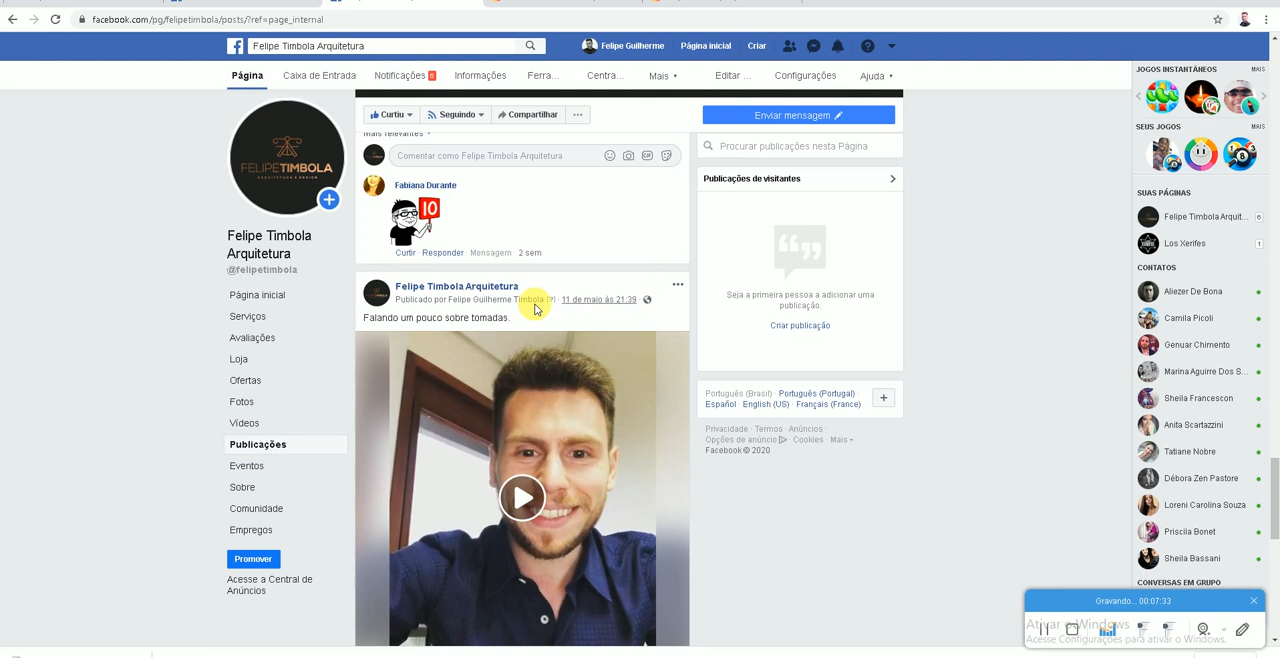 facebook.com/pg/felipetimbola/posts/?ref=page_internal
Felipe Timbola Arquitetura
Felipe Guilherme
Página inicial
Criar
Página
Caixa de Entrada
Notificações 6
Informações
Ferra...
Centra...
Mais
Editar ...
Configurações
Ajuda
FELIPETIMBOLA
ARQUITETURA E DESIGN
Felipe Timbola
Arquitetura
@felipetimbola
Página inicial
Serviços
Avaliações
Loja
Ofertas
Fotos
Vídeos
Publicações
Eventos
Sobre
Comunidade
Empregos
Promover
Acesse a Central de
Anúncios
Curtiu
Seguindo
Compartilhar
Enviar mensagem
Mais relevantes
Comentar como Felipe Timbola Arquitetura
GIF
Fabiana Durante
10
Curtir · Responder · Mensagem · 2 sem
Felipe Timbola Arquitetura
Publicado por Felipe Guilherme Timbola [?] · 11 de maio às 21:39 ·
Falando um pouco sobre tomadas.
Procurar publicações nesta Página
Publicações de visitantes
Seja a primeira pessoa a adicionar uma
publicação.
Criar publicação
Português (Brasil) · Português (Portugal) ·
Español · English (US) · Français (France)
Privacidade · Termos · Anúncios ·
Opções de anúncio · Cookies · Mais
Facebook © 2020
JOGOS INSTANTÂNEOS
MAIS
SEUS JOGOS
MAIS
SUAS PÁGINAS
Felipe Timbola Arquit... 6
Los Xerifes 1
CONTATOS
Aliezer De Bona
Camila Picoli
Genuar Chimento
Marina Aguirre Dos S...
Sheila Francescon
Anita Scartazzini
Tatiane Nobre
Débora Zen Pastore
Loreni Carolina Souza
Priscila Bonet
Sheila Bassani
CONVERSAS EM GRUPO
Gravando... 00:07:33
Ativar o Windows
Acesse Configurações para ativar o Windows.